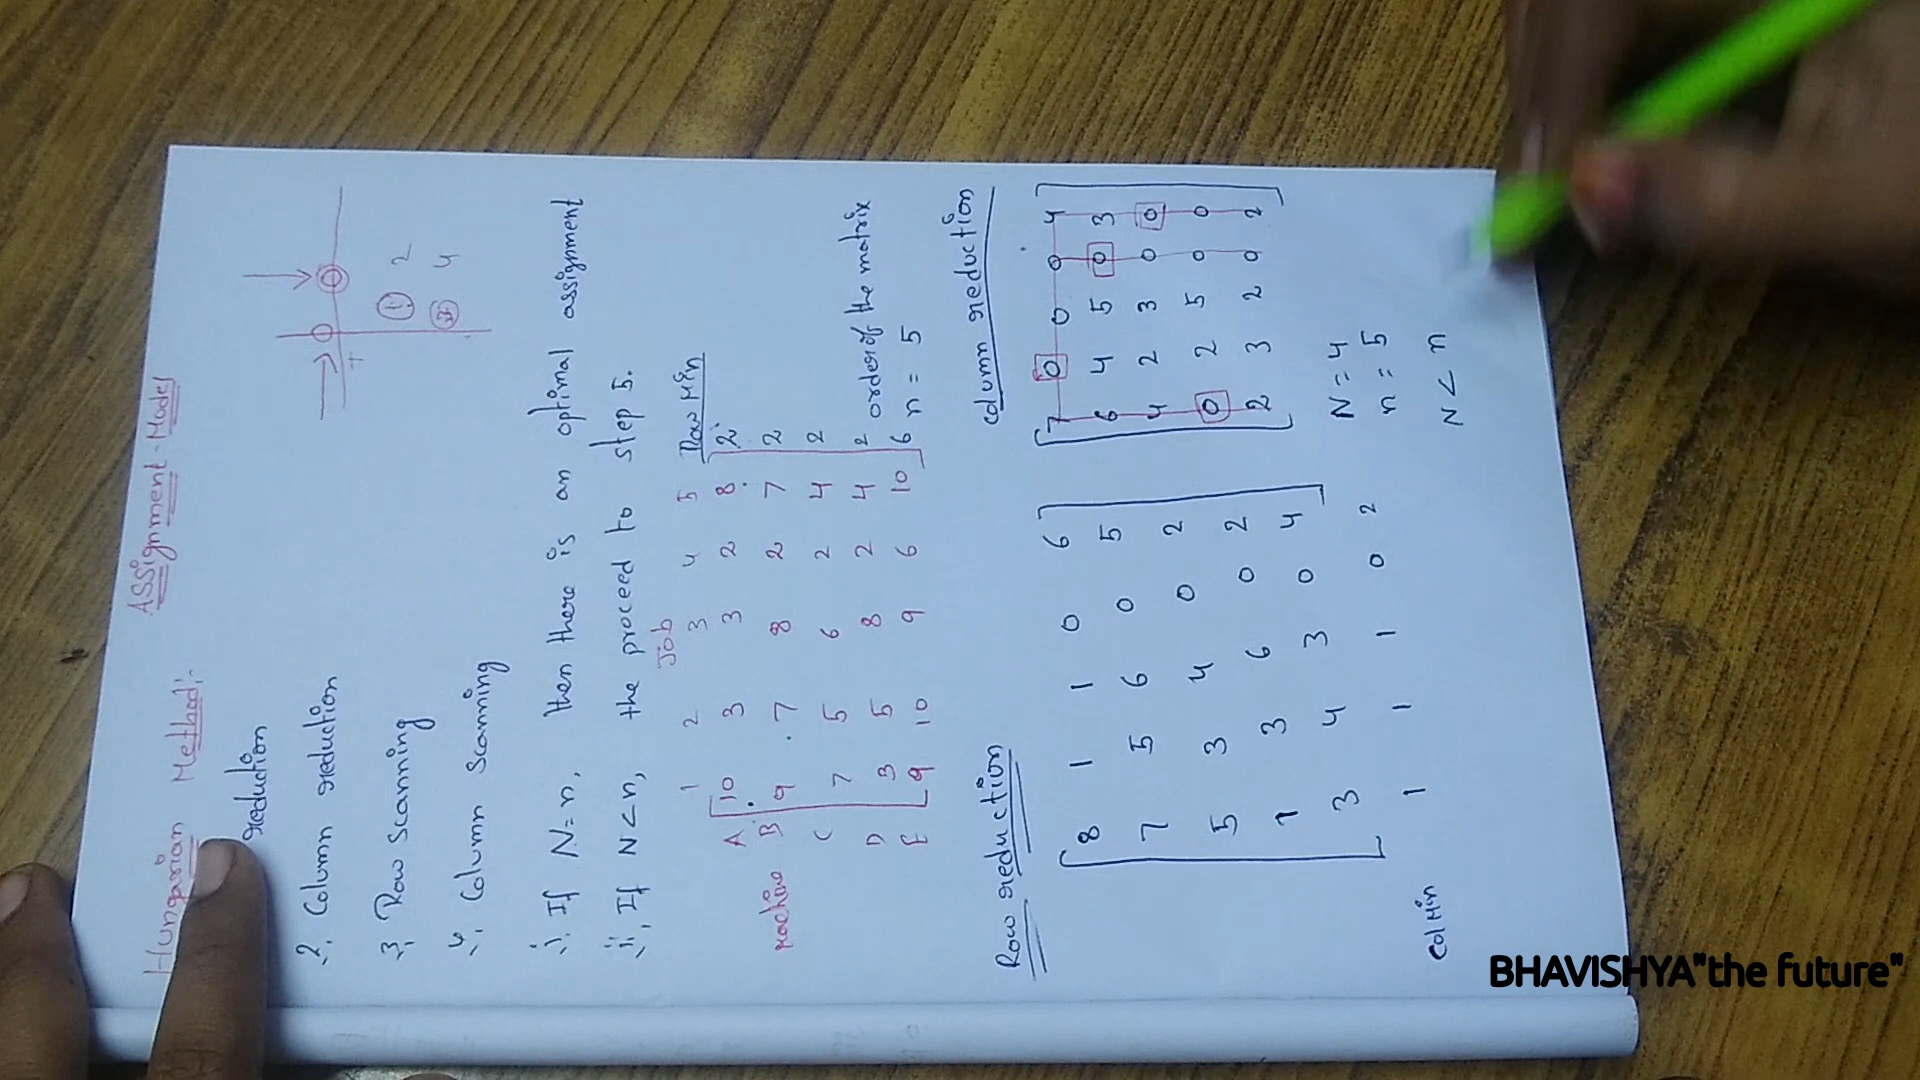 ASSignment-Model
Hungarian Method:-
reduction
2. Column reduction
3. Row scanning
4. Column scanning
i). If N=n, then there is an optimal assignment
ii). If N<n, the proceed to step 5.
① 2
4
Job
1 2 3 4 5 Row Min
A 10 3 3 2 8 2
B 9 7 8 2 7 2
C 7 5 6 2 4 2
D 3 5 8 2 4 2
E 9 10 9 6 10 6
order of the matrix
n = 5
Row reduction
8 1 1 0 6
7 5 6 0 5
5 3 4 0 2
1 3 6 0 2
3 4 3 0 4
Col Min 1 1 1 0 2
column reduction
7 0 0 0 4
6 4 5 0 3
4 2 3 0 0
0 2 5 0 0
2 3 2 0 2
N = 4
n = 5
N < n
BHAVISHYA"the future"